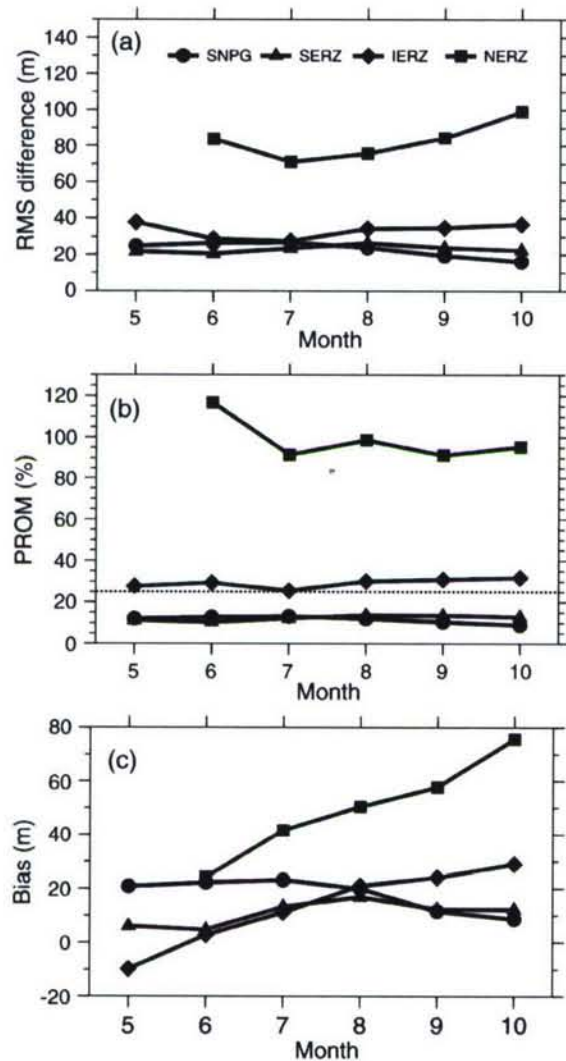 (a)
SNPG SERZ IERZ NERZ
RMS difference (m)
140
120
100
80
60
40
20
0
5 6 7 8 9 10
Month
(b)
PROM (%)
120
100
80
60
40
20
0
5 6 7 8 9 10
Month
(c)
Bias (m)
80
60
40
20
0
-20
5 6 7 8 9 10
Month